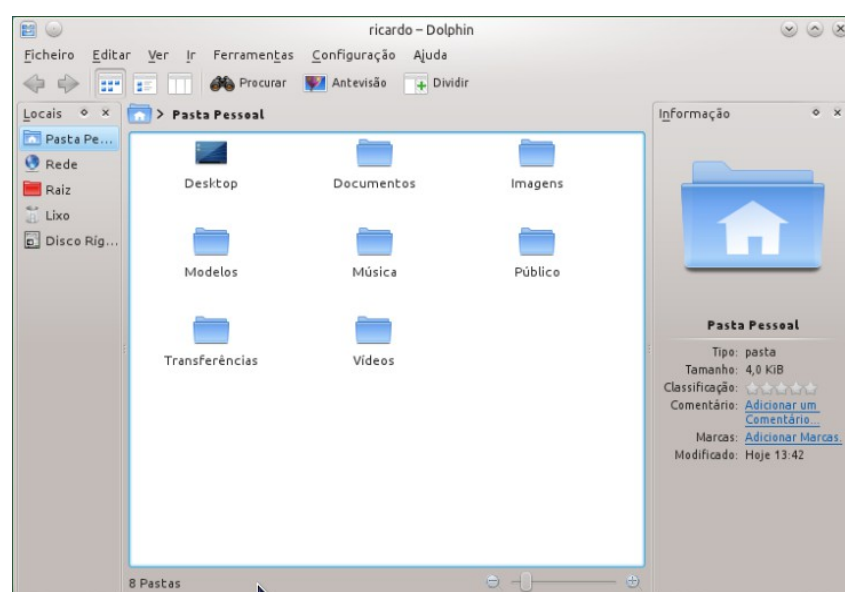 ricardo – Dolphin
Ficheiro Editar Ver Ir Ferramentas Configuração Ajuda
Procurar Antevisão Dividir
Locais
Pasta Pe...
Rede
Raiz
Lixo
Disco Ríg...
> Pasta Pessoal
Desktop Documentos Imagens
Modelos Música Público
Transferências Vídeos
8 Pastas
Informação
Pasta Pessoal
Tipo: pasta
Tamanho: 4,0 KiB
Classificação:
Comentário: Adicionar um
Comentário...
Marcas: Adicionar Marcas.
Modificado: Hoje 13:42